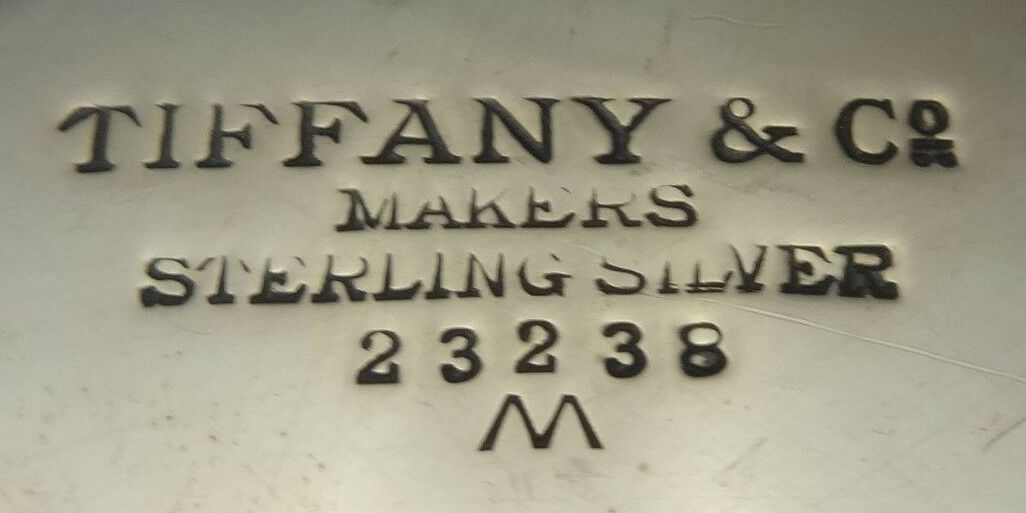 TIFFANY & Co
MAKERS
STERLING SILVER
23238
M